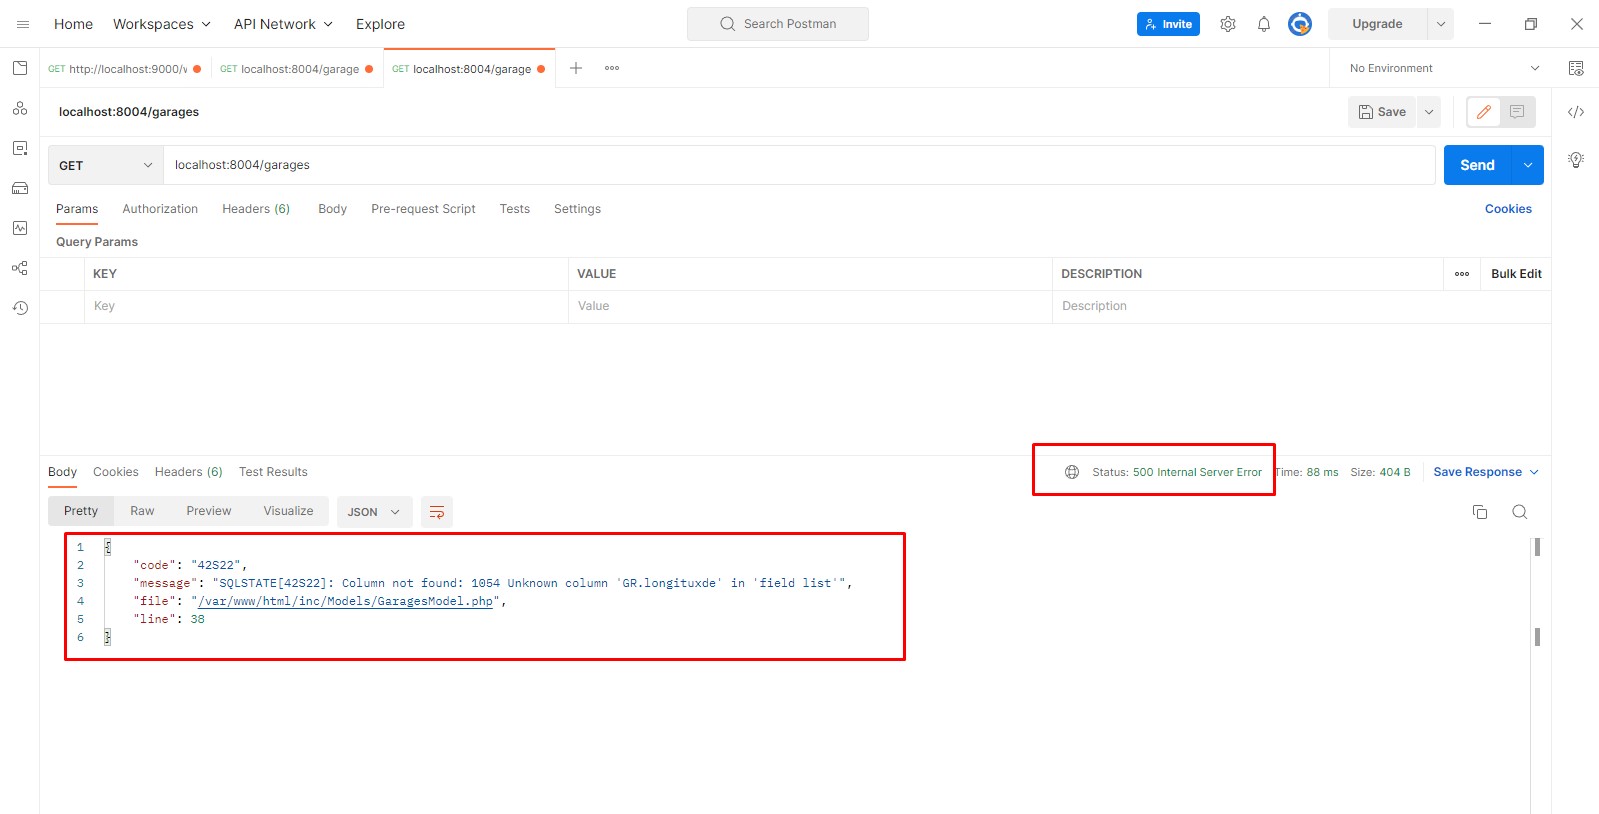 Home Workspaces API Network Explore Search Postman Invite Upgrade
GET http://localhost:9000/v GET localhost:8004/garage GET localhost:8004/garage No Environment
localhost:8004/garages Save
GET localhost:8004/garages Send
Params Authorization Headers (6) Body Pre-request Script Tests Settings Cookies
Query Params
KEY VALUE DESCRIPTION Bulk Edit
Key Value Description
Body Cookies Headers (6) Test Results Status: 500 Internal Server Error Time: 88 ms Size: 404 B Save Response
Pretty Raw Preview Visualize JSON
1 {
2 "code": "42S22",
3 "message": "SQLSTATE[42S22]: Column not found: 1054 Unknown column 'GR.longituxde' in 'field list'",
4 "file": "/var/www/html/inc/Models/GaragesModel.php",
5 "line": 38
6 }